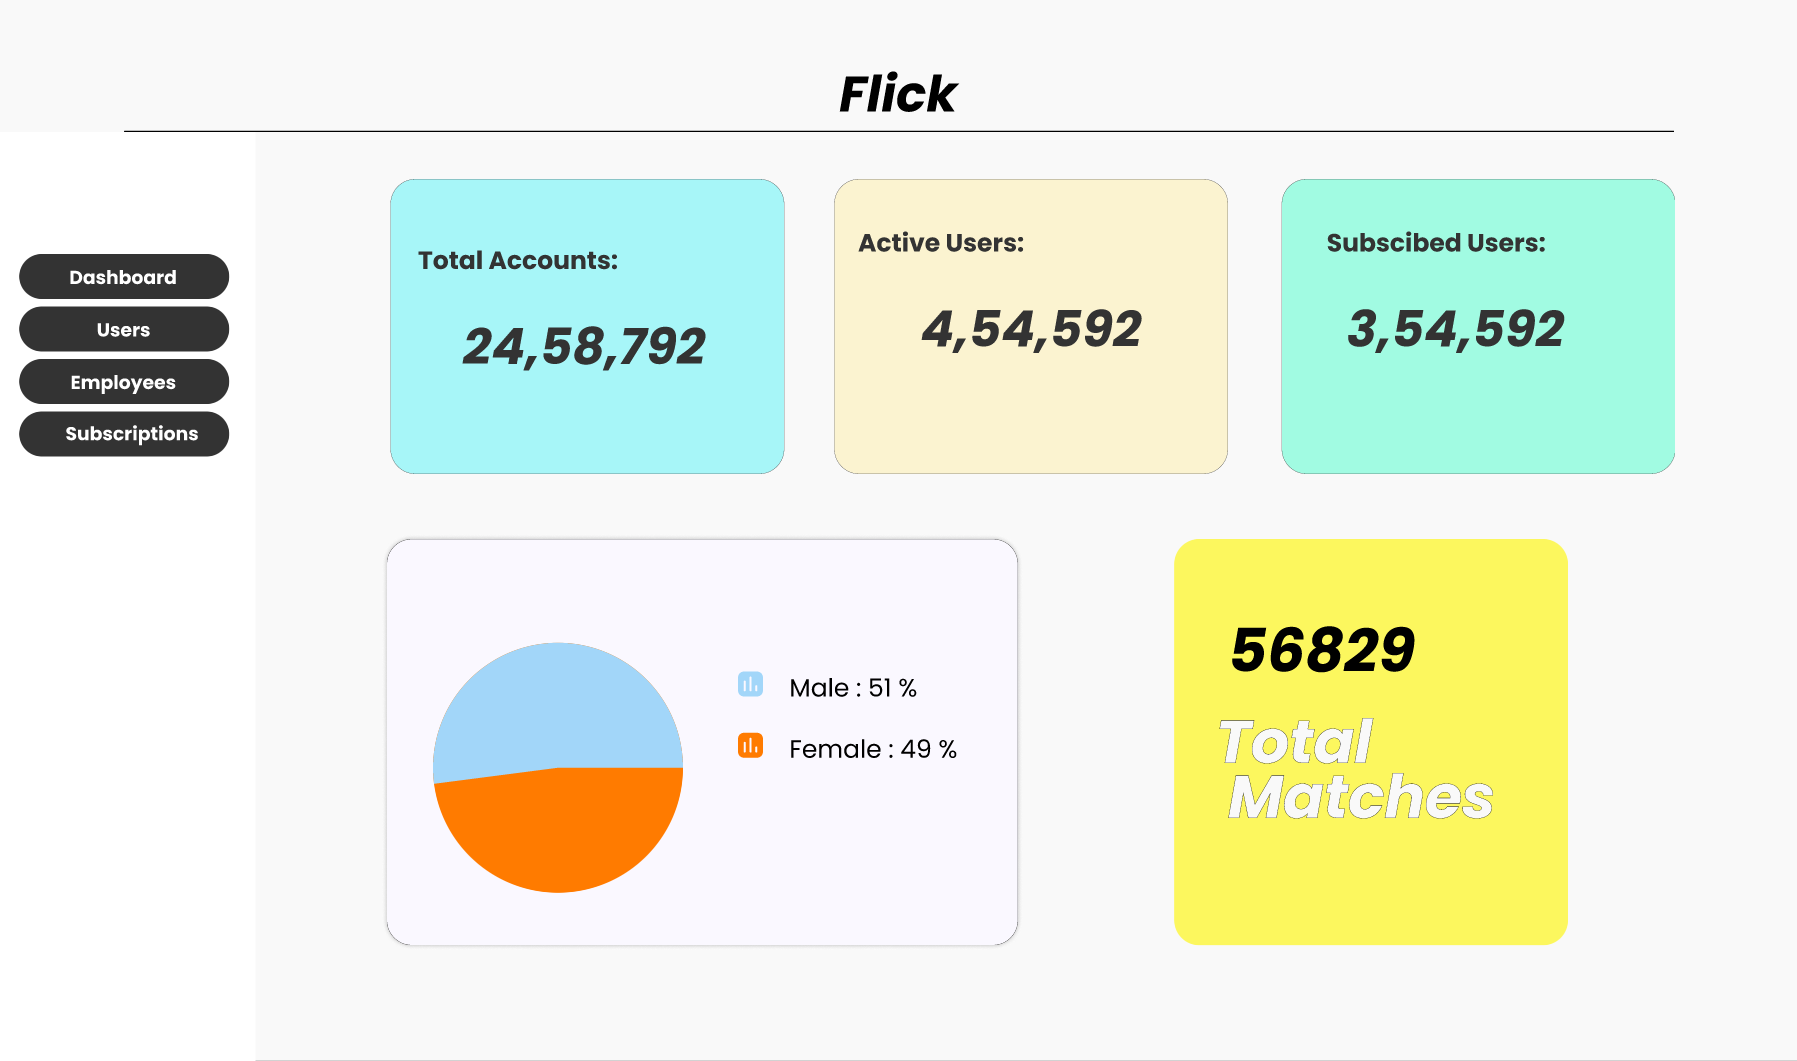 Flick
Dashboard
Users
Employees
Subscriptions
Total Accounts:
24,58,792
Active Users:
4,54,592
Subscibed Users:
3,54,592
Male : 51 %
Female : 49 %
56829
Total
Matches